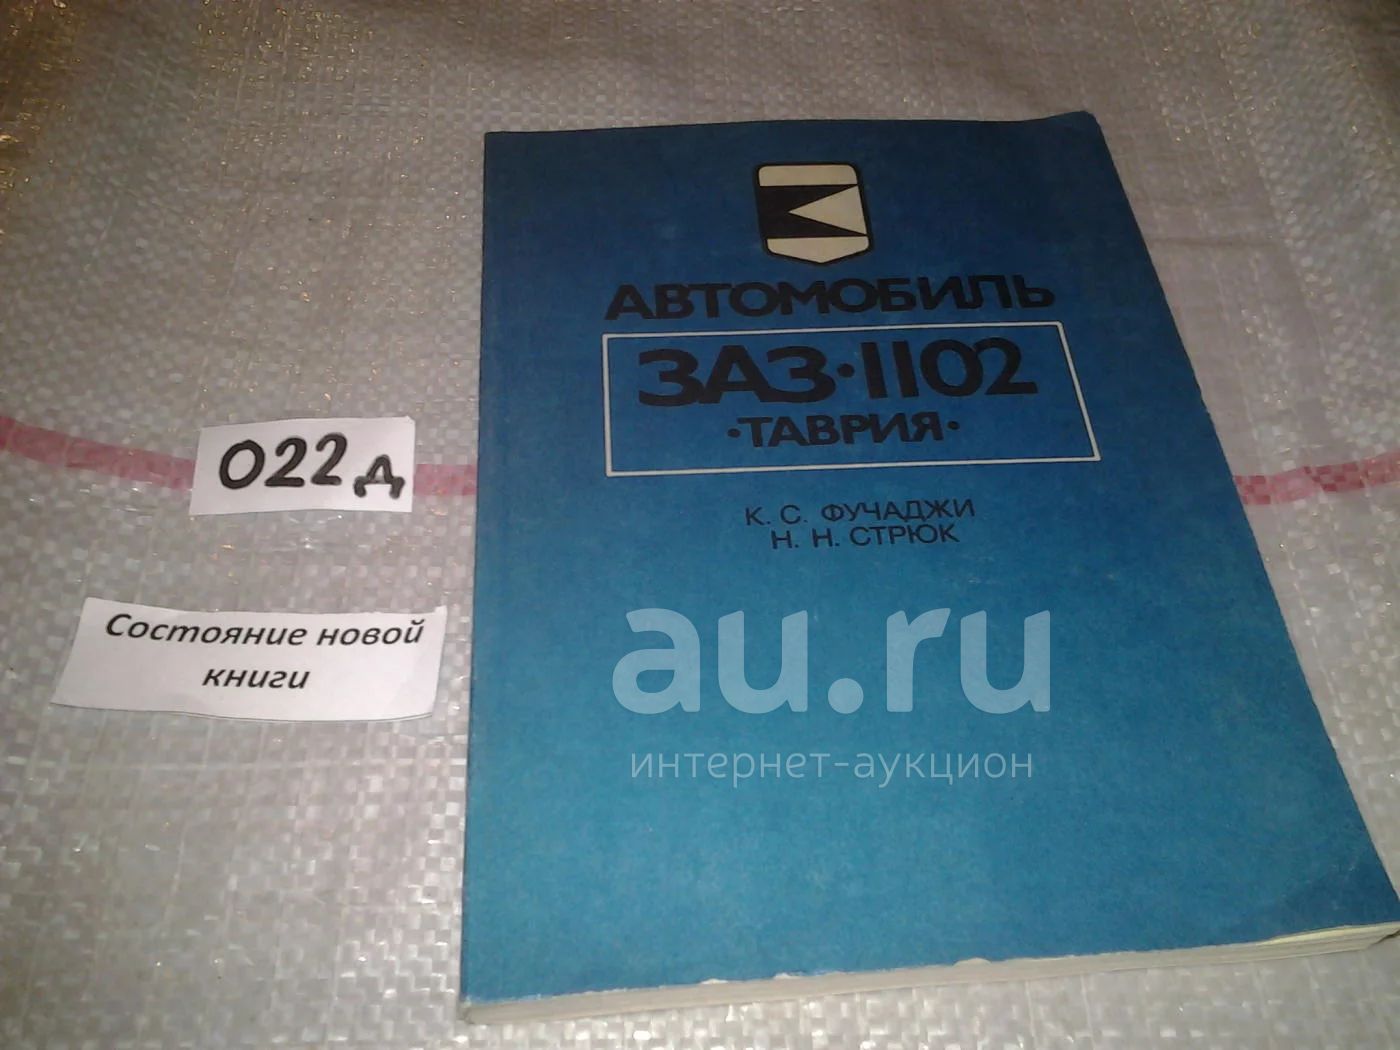 АВТОМОБИЛЬ
ЗАЗ·1102
·ТАВРИЯ·
К. С. ФУЧАДЖИ
Н. Н. СТРЮК
022д
Состояние новой
книги
au.ru
интернет-аукцион